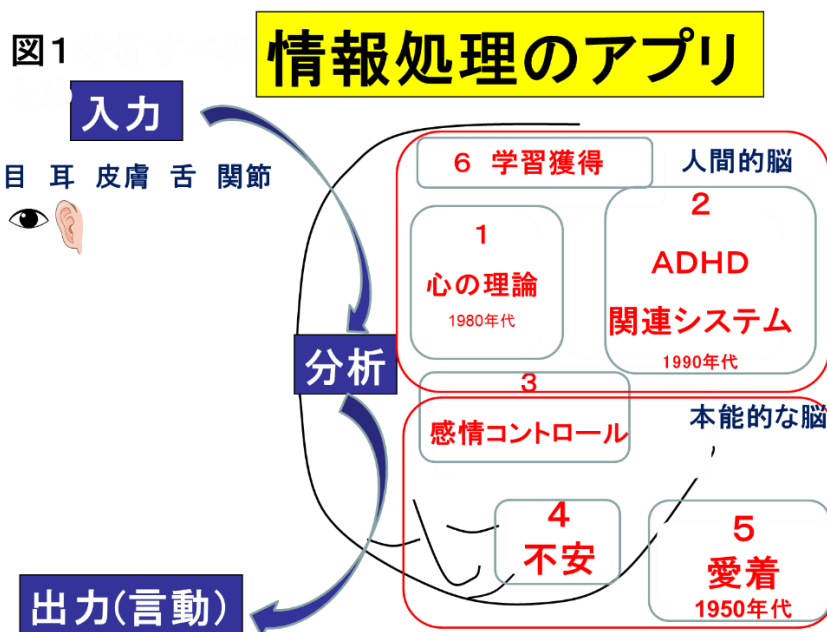 図1
情報処理のアプリ
入力
目 耳 皮膚 舌 関節
6 学習獲得
人間的脳
1
心の理論
1980年代
2
ADHD
関連システム
1990年代
分析
3
感情コントロール
本能的な脳
4
不安
5
愛着
1950年代
出力(言動)